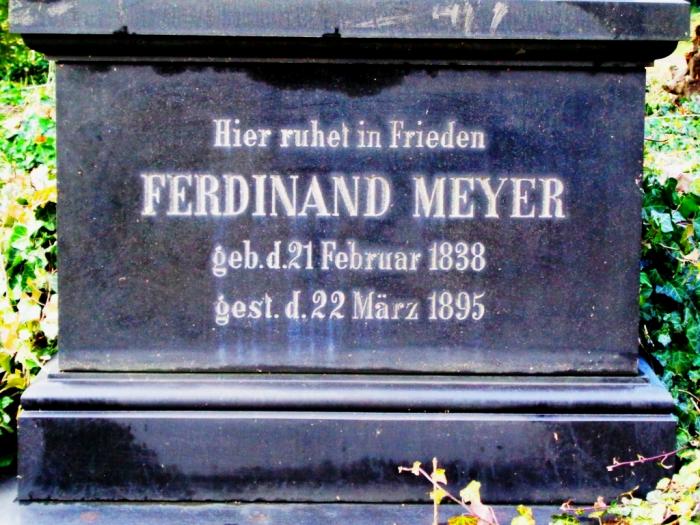 Hier ruhet in Frieden
FERDINAND MEYER
geb. d. 21 Februar 1838
gest. d. 22 März 1895